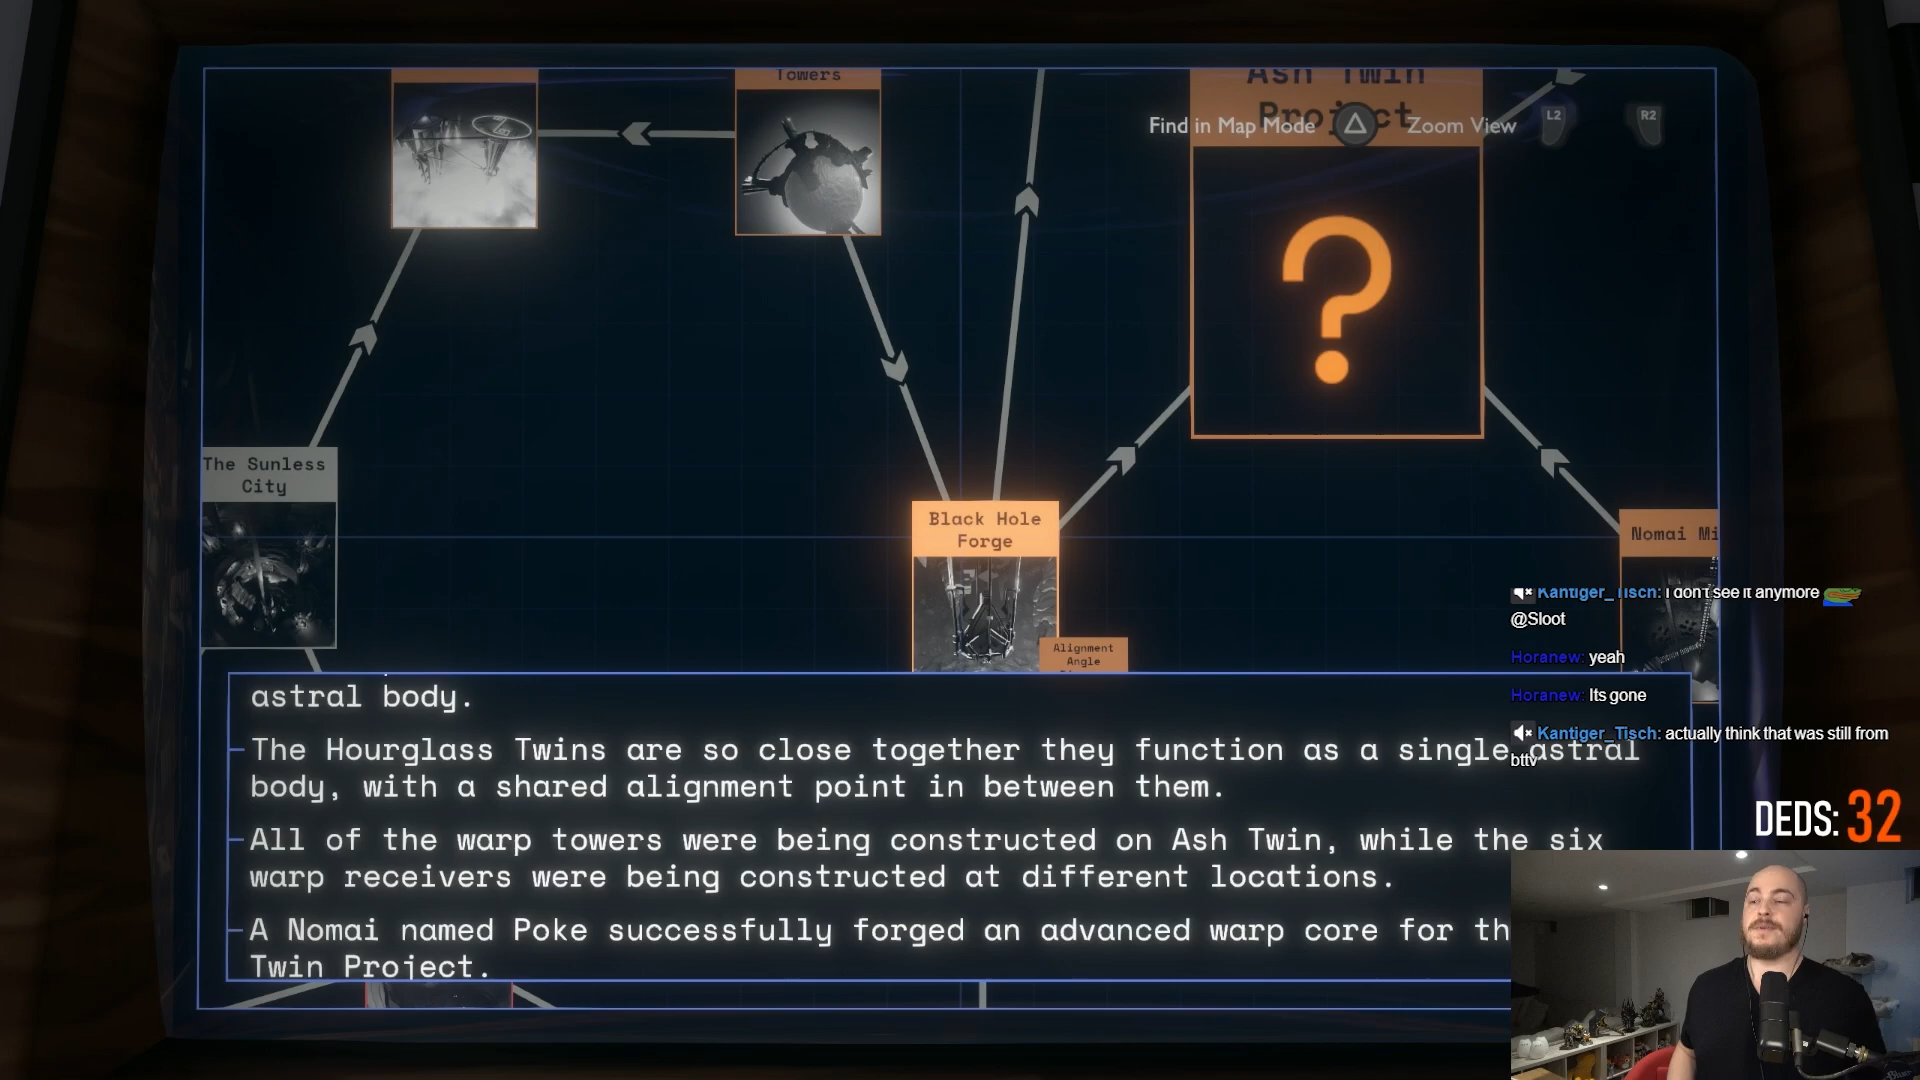 Towers
Ash Twin
Project
Find in Map Mode
Zoom View
L2
R2
The Sunless
City
Black Hole
Forge
Nomai Mi
Alignment
Angle
Kantiger_Tisch: I don't see it anymore
@Sloot
Horanew: yeah
Horanew: Its gone
Kantiger_Tisch: actually think that was still from
bttv
astral body.
The Hourglass Twins are so close together they function as a single astral
body, with a shared alignment point in between them.
All of the warp towers were being constructed on Ash Twin, while the six
warp receivers were being constructed at different locations.
A Nomai named Poke successfully forged an advanced warp core for th
Twin Project.
DEDS: 32